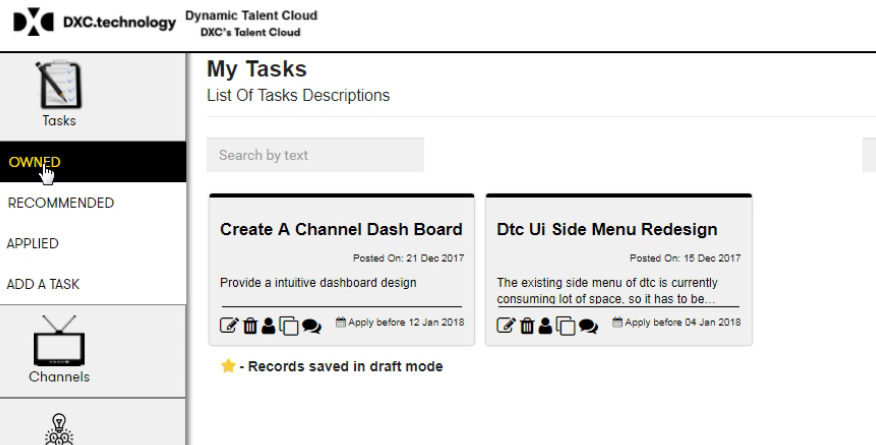 DXC.technology
Dynamic Talent Cloud
DXC's Talent Cloud
Tasks
OWNED
RECOMMENDED
APPLIED
ADD A TASK
Channels
My Tasks
List Of Tasks Descriptions
Search by text
Create A Channel Dash Board
Posted On: 21 Dec 2017
Provide a intuitive dashboard design
Apply before 12 Jan 2018
Dtc Ui Side Menu Redesign
Posted On: 15 Dec 2017
The existing side menu of dtc is currently
consuming lot of space, so it has to be...
Apply before 04 Jan 2018
- Records saved in draft mode